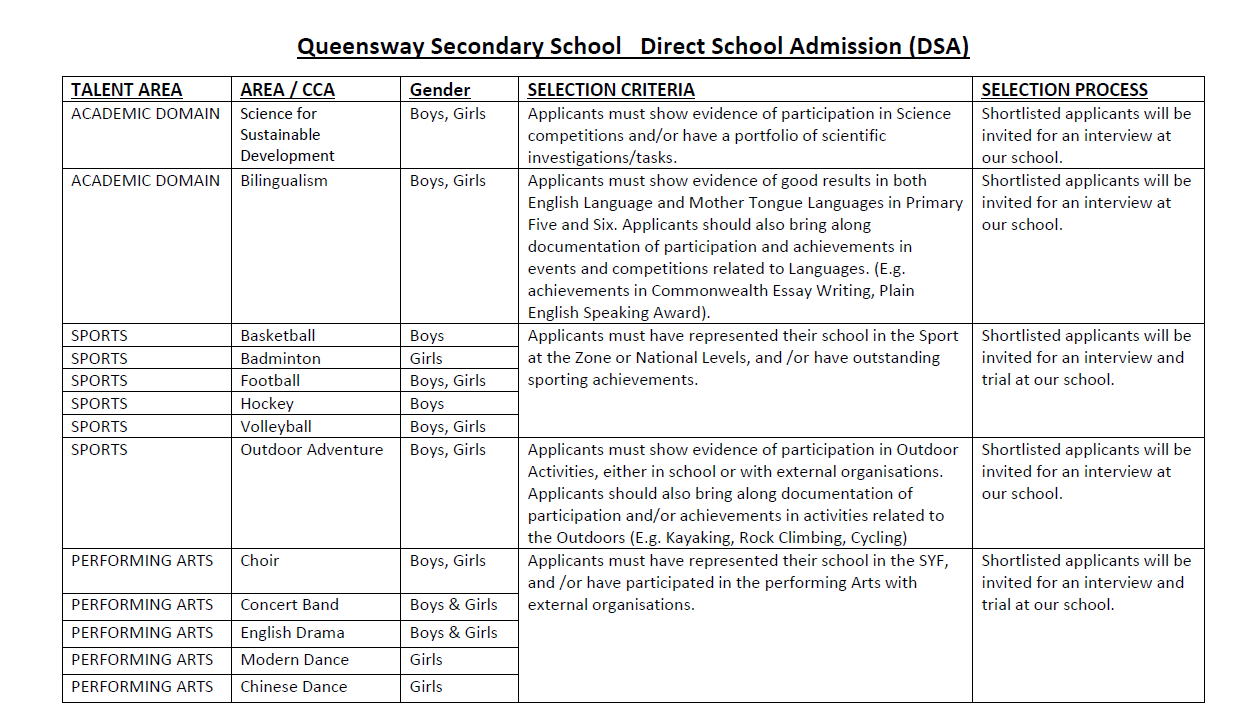 Queensway Secondary School   Direct School Admission (DSA)
TALENT AREA AREA / CCA Gender SELECTION CRITERIA SELECTION PROCESS
ACADEMIC DOMAIN Science for Boys, Girls Applicants must show evidence of participation in Science Shortlisted applicants will be
Sustainable competitions and/or have a portfolio of scientific invited for an interview at
Development investigations/tasks. our school.
ACADEMIC DOMAIN Bilingualism Boys, Girls Applicants must show evidence of good results in both Shortlisted applicants will be
English Language and Mother Tongue Languages in Primary invited for an interview at
Five and Six. Applicants should also bring along our school.
documentation of participation and achievements in
events and competitions related to Languages. (E.g.
achievements in Commonwealth Essay Writing, Plain
English Speaking Award).
SPORTS Basketball Boys Applicants must have represented their school in the Sport Shortlisted applicants will be
SPORTS Badminton Girls at the Zone or National Levels, and /or have outstanding invited for an interview and
SPORTS Football Boys, Girls sporting achievements. trial at our school.
SPORTS Hockey Boys
SPORTS Volleyball Boys, Girls
SPORTS Outdoor Adventure Boys, Girls Applicants must show evidence of participation in Outdoor Shortlisted applicants will be
Activities, either in school or with external organisations. invited for an interview at
Applicants should also bring along documentation of our school.
participation and/or achievements in activities related to
the Outdoors (E.g. Kayaking, Rock Climbing, Cycling)
PERFORMING ARTS Choir Boys, Girls Applicants must have represented their school in the SYF, Shortlisted applicants will be
and /or have participated in the performing Arts with invited for an interview and
PERFORMING ARTS Concert Band Boys & Girls external organisations. trial at our school.
PERFORMING ARTS English Drama Boys & Girls
PERFORMING ARTS Modern Dance Girls
PERFORMING ARTS Chinese Dance Girls